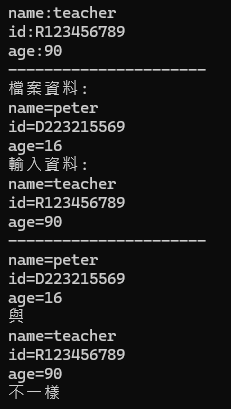 name:teacher
id:R123456789
age:90
----------------------
檔案資料:
name=peter
id=D223215569
age=16
輸入資料:
name=teacher
id=R123456789
age=90
----------------------
name=peter
id=D223215569
age=16
與
name=teacher
id=R123456789
age=90
不一樣